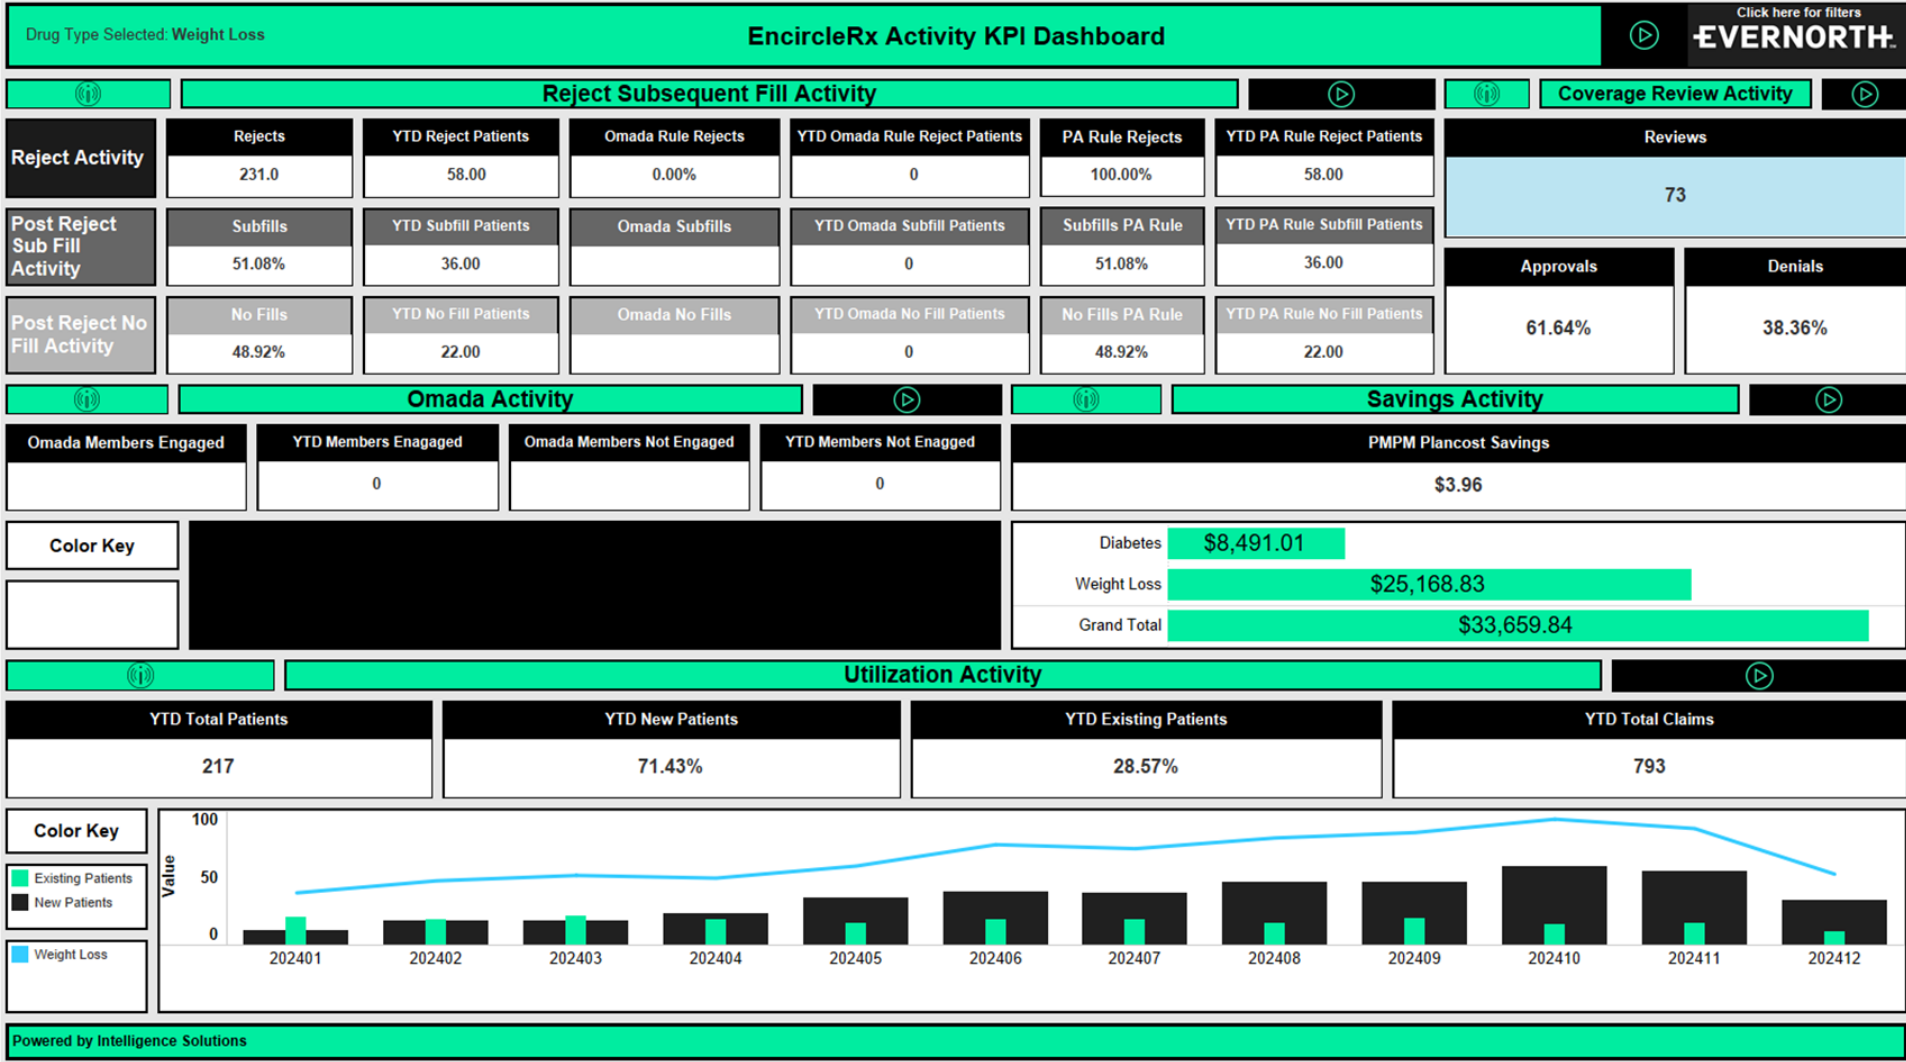 Drug Type Selected: Weight Loss
EncircleRx Activity KPI Dashboard
Click here for filters
EVERNORTH
Reject Subsequent Fill Activity
Coverage Review Activity
Reject Activity
Rejects
YTD Reject Patients
Omada Rule Rejects
YTD Omada Rule Reject Patients
PA Rule Rejects
YTD PA Rule Reject Patients
231.0
58.00
0.00%
0
100.00%
58.00
Reviews
73
Post Reject
Sub Fill
Activity
Subfills
YTD Subfill Patients
Omada Subfills
YTD Omada Subfill Patients
Subfills PA Rule
YTD PA Rule Subfill Patients
51.08%
36.00
0
51.08%
36.00
Approvals
Denials
61.64%
38.36%
Post Reject No
Fill Activity
No Fills
YTD No Fill Patients
Omada No Fills
YTD Omada No Fill Patients
No Fills PA Rule
YTD PA Rule No Fill Patients
48.92%
22.00
0
48.92%
22.00
Omada Activity
Savings Activity
Omada Members Engaged
YTD Members Enagaged
Omada Members Not Engaged
YTD Members Not Enagged
0
0
PMPM Plancost Savings
$3.96
Color Key
Diabetes
$8,491.01
Weight Loss
$25,168.83
Grand Total
$33,659.84
Utilization Activity
YTD Total Patients
YTD New Patients
YTD Existing Patients
YTD Total Claims
217
71.43%
28.57%
793
Color Key
Existing Patients
New Patients
Weight Loss
Value
100
50
0
202401
202402
202403
202404
202405
202406
202407
202408
202409
202410
202411
202412
Powered by Intelligence Solutions